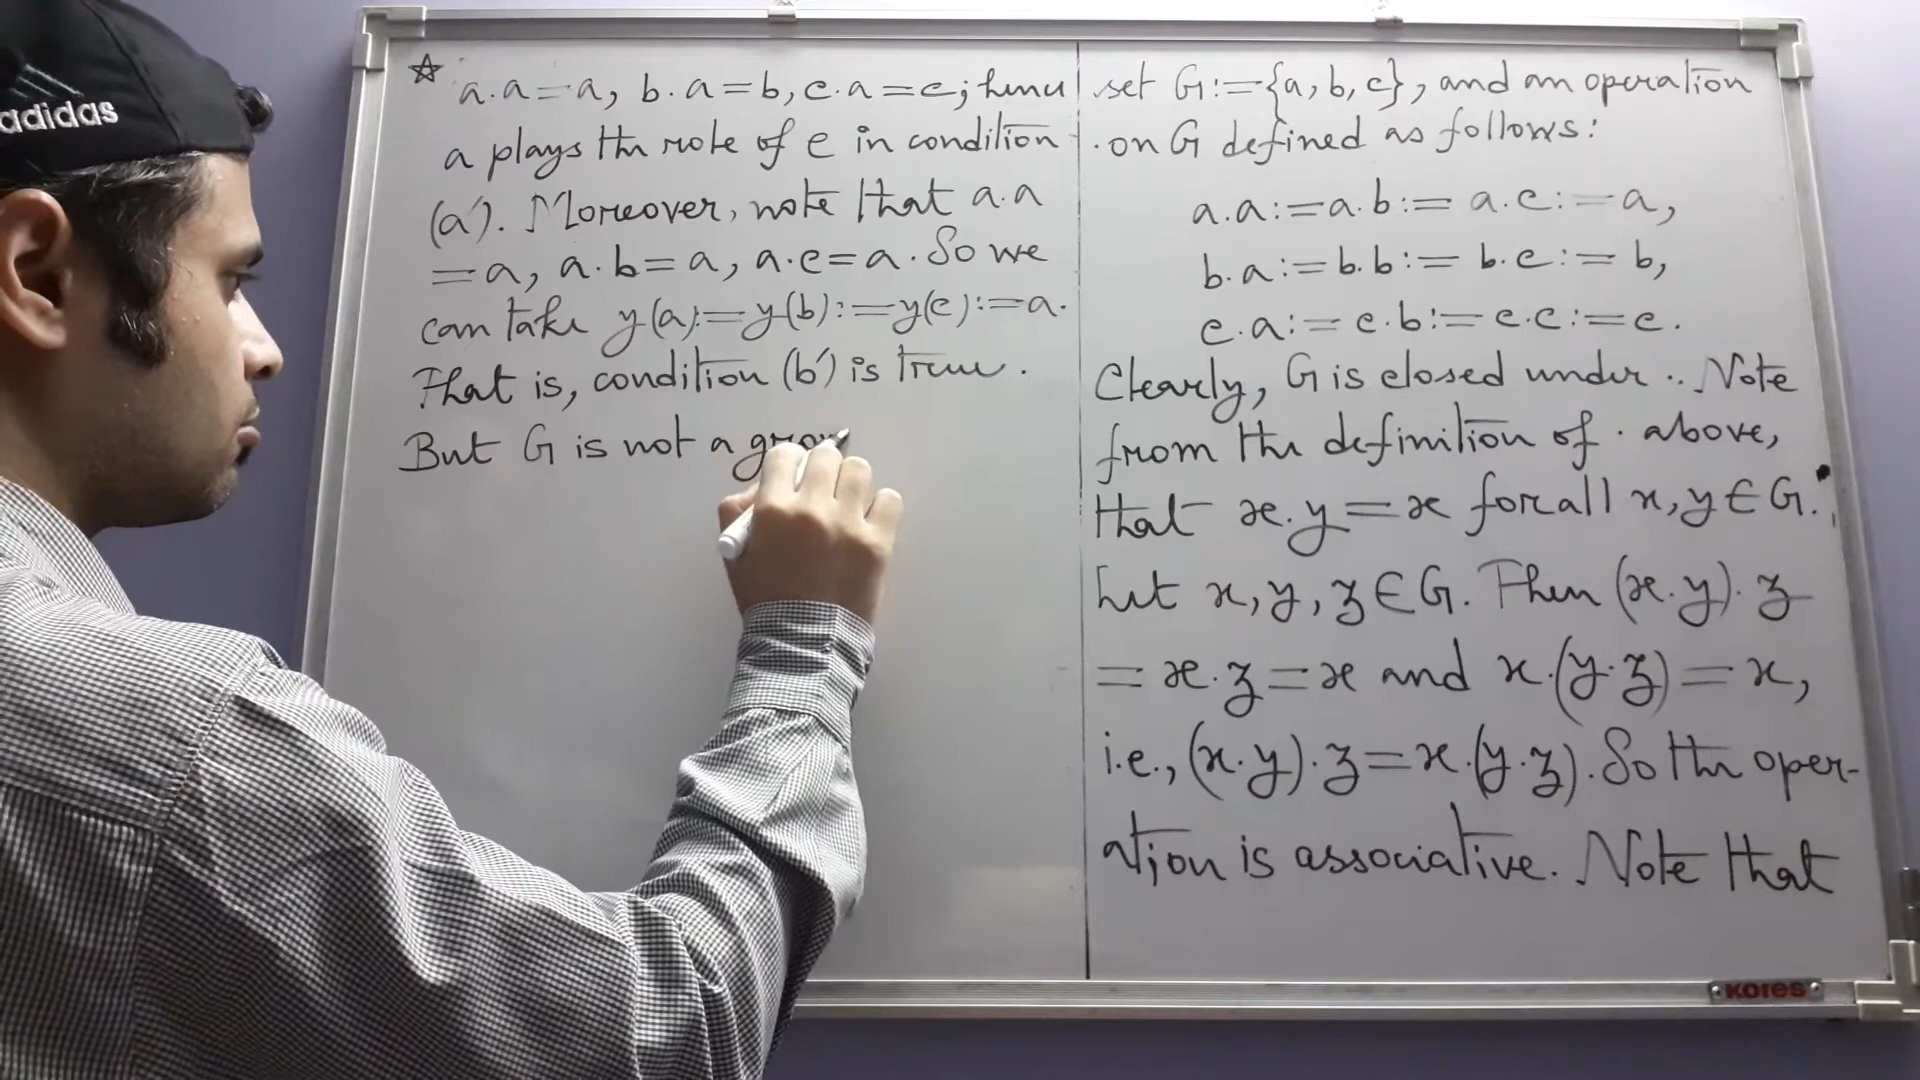 adidas
☆ a.a=a, b.a=b, c.a=c; hence
a plays the role of e in condition
(a'). Moreover, note that a.a
=a, a.b=a, a.c=a. So we
can take y(a):=y(b):=y(c):=a.
That is, condition (b') is true.
But G is not a grou
set G:={a, b, c}, and an operation
. on G defined as follows:
a.a:=a.b:=a.c:=a,
b.a:=b.b:=b.c:=b,
c.a:=c.b:=c.c:=c.
Clearly, G is closed under .. Note
from the definition of . above,
that x.y=x for all x, y∈G.
Let x, y, z∈G. Then (x.y).z
=x.z=x and x.(y.z)=x,
i.e., (x.y).z=x.(y.z). So the oper-
ation is associative. Note that
KORES